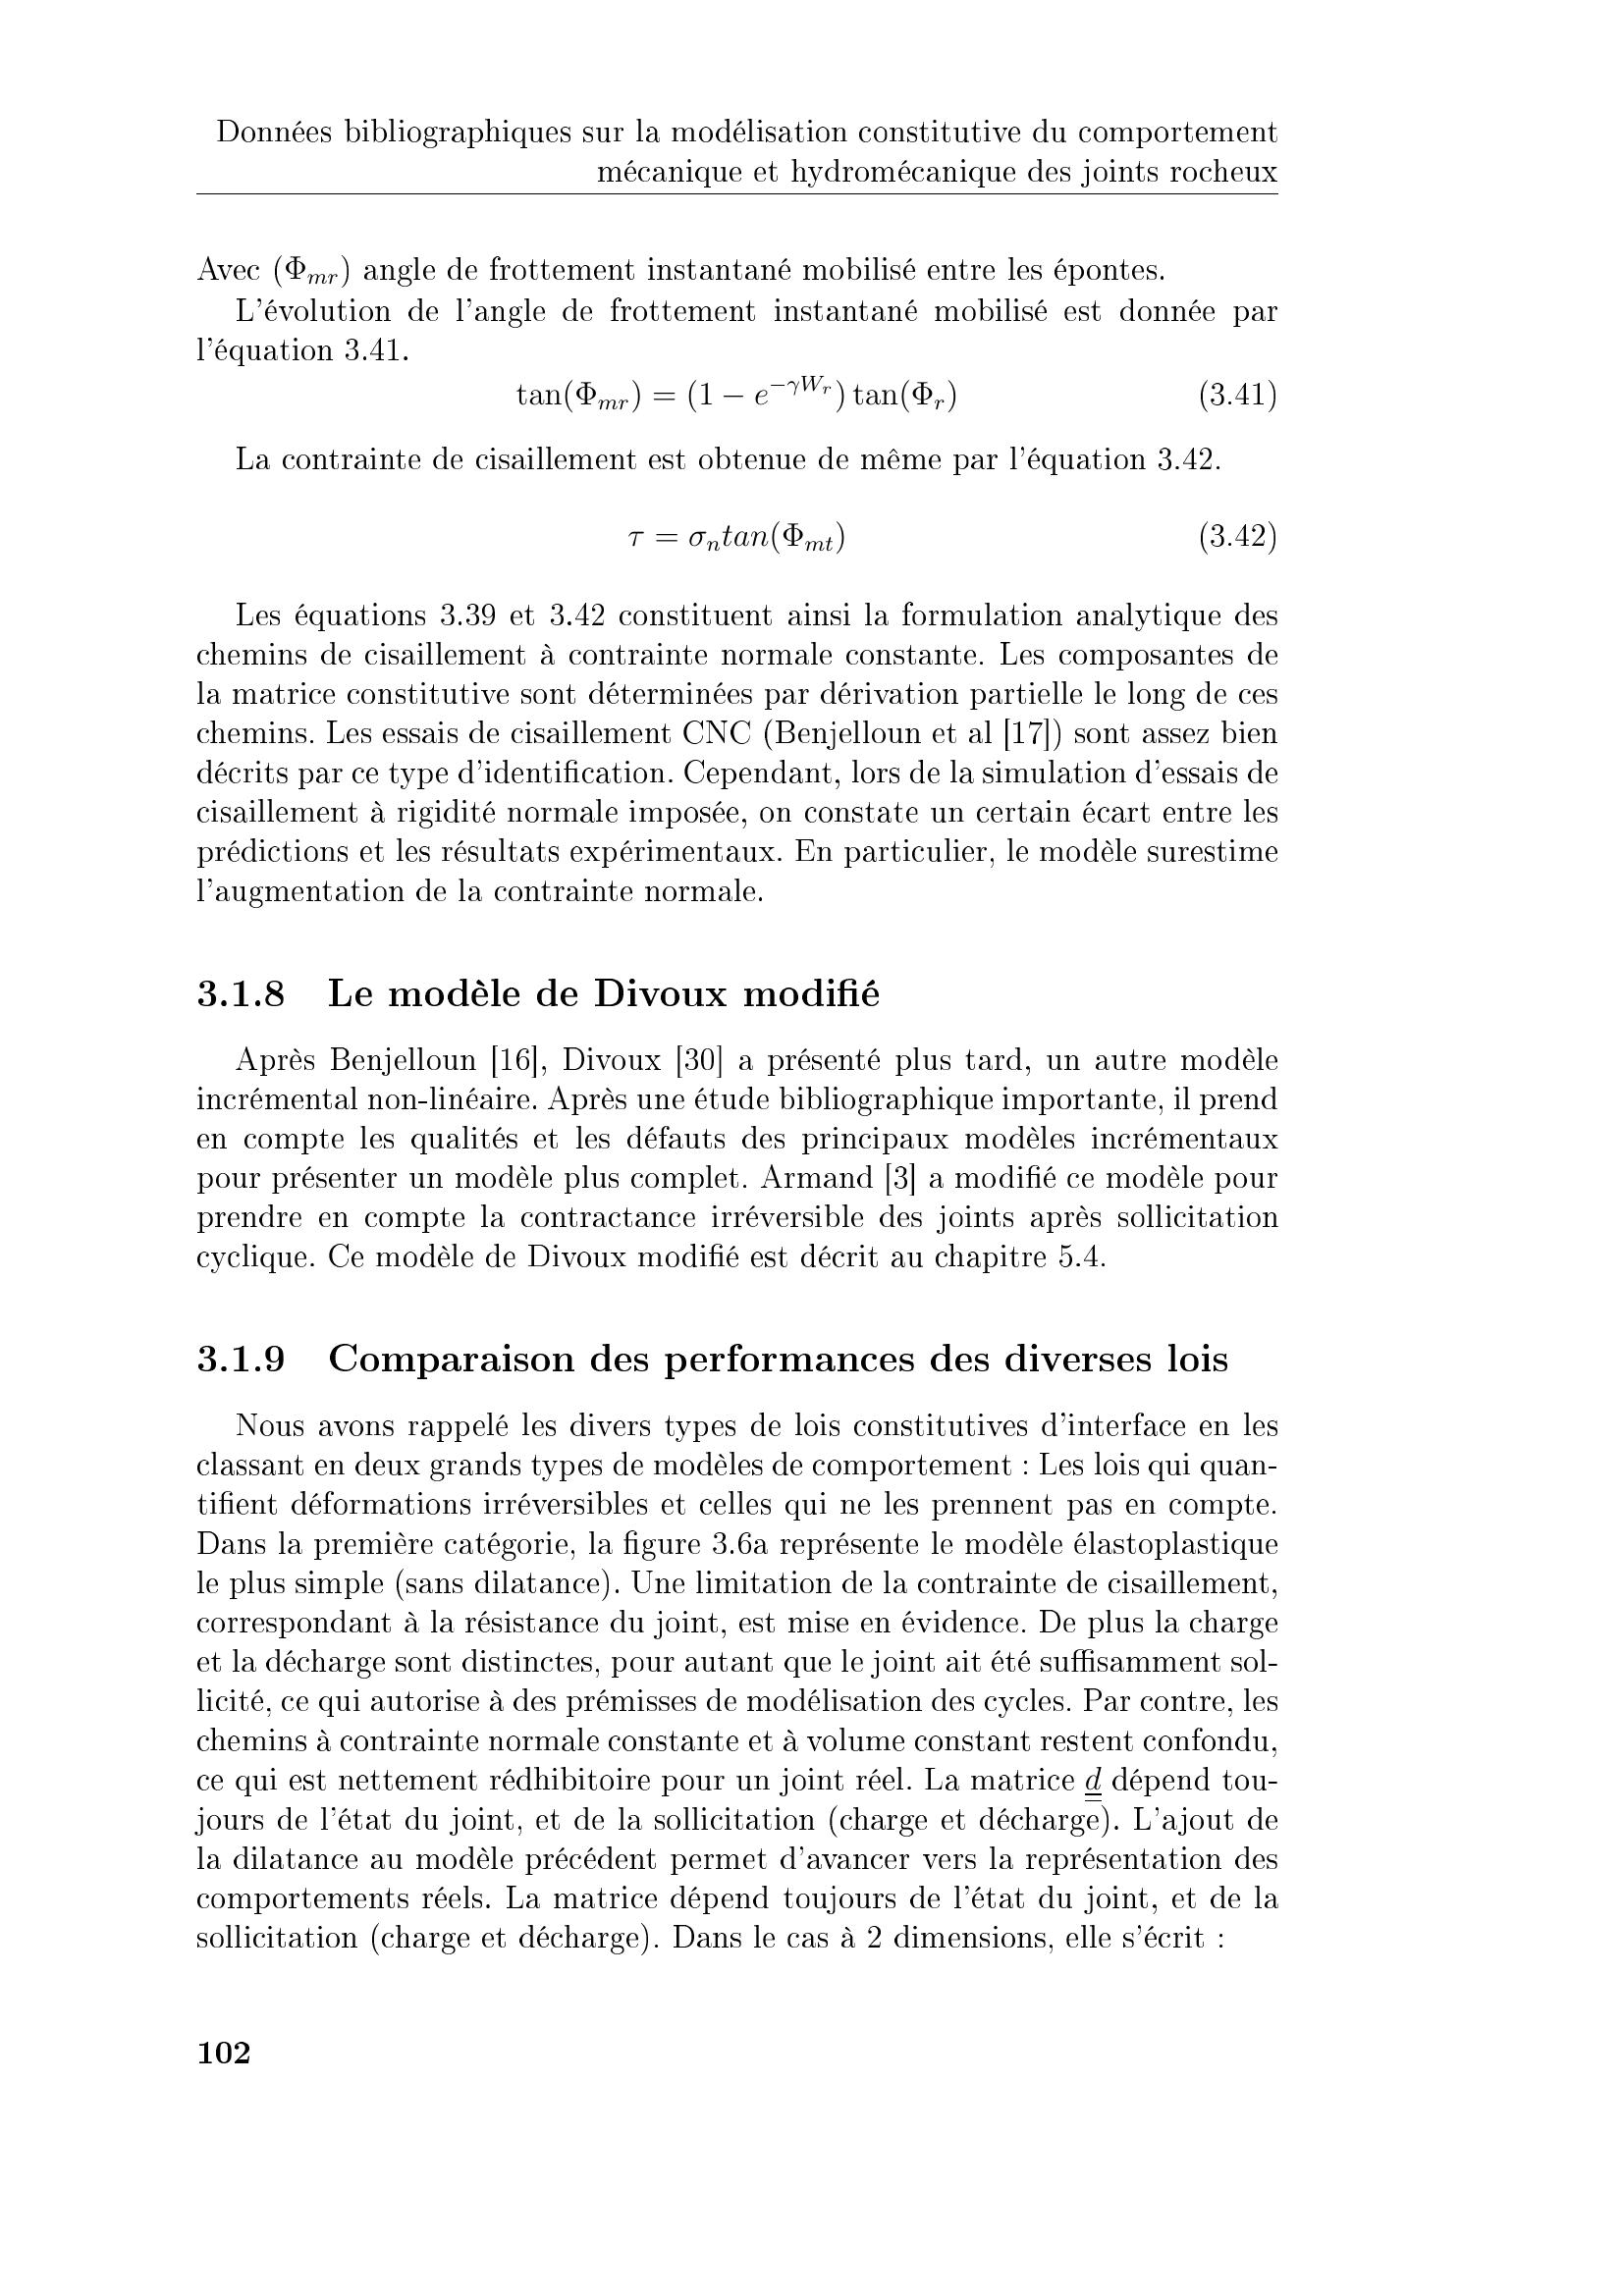 Données bibliographiques sur la modélisation constitutive du comportement
mécanique et hydromécanique des joints rocheux
Avec (Φ_{mr}) angle de frottement instantané mobilisé entre les épontes.
L'évolution de l'angle de frottement instantané mobilisé est donnée par
l'équation 3.41.
tan(Φ_{mr}) = (1 − e^{−γW_r}) tan(Φ_r) (3.41)
La contrainte de cisaillement est obtenue de même par l'équation 3.42.
τ = σ_n tan(Φ_{mt}) (3.42)
Les équations 3.39 et 3.42 constituent ainsi la formulation analytique des
chemins de cisaillement à contrainte normale constante. Les composantes de
la matrice constitutive sont déterminées par dérivation partielle le long de ces
chemins. Les essais de cisaillement CNC (Benjelloun et al [17]) sont assez bien
décrits par ce type d'identification. Cependant, lors de la simulation d'essais de
cisaillement à rigidité normale imposée, on constate un certain écart entre les
prédictions et les résultats expérimentaux. En particulier, le modèle surestime
l'augmentation de la contrainte normale.
3.1.8 Le modèle de Divoux modifié
Après Benjelloun [16], Divoux [30] a présenté plus tard, un autre modèle
incrémental non-linéaire. Après une étude bibliographique importante, il prend
en compte les qualités et les défauts des principaux modèles incrémentaux
pour présenter un modèle plus complet. Armand [3] a modifié ce modèle pour
prendre en compte la contractance irréversible des joints après sollicitation
cyclique. Ce modèle de Divoux modifié est décrit au chapitre 5.4.
3.1.9 Comparaison des performances des diverses lois
Nous avons rappelé les divers types de lois constitutives d'interface en les
classant en deux grands types de modèles de comportement : Les lois qui quan-
tifient déformations irréversibles et celles qui ne les prennent pas en compte.
Dans la première catégorie, la figure 3.6a représente le modèle élastoplastique
le plus simple (sans dilatance). Une limitation de la contrainte de cisaillement,
correspondant à la résistance du joint, est mise en évidence. De plus la charge
et la décharge sont distinctes, pour autant que le joint ait été suffisamment sol-
licité, ce qui autorise à des prémisses de modélisation des cycles. Par contre, les
chemins à contrainte normale constante et à volume constant restent confondu,
ce qui est nettement rédhibitoire pour un joint réel. La matrice d dépend tou-
jours de l'état du joint, et de la sollicitation (charge et décharge). L'ajout de
la dilatance au modèle précédent permet d'avancer vers la représentation des
comportements réels. La matrice dépend toujours de l'état du joint, et de la
sollicitation (charge et décharge). Dans le cas à 2 dimensions, elle s'écrit :
102